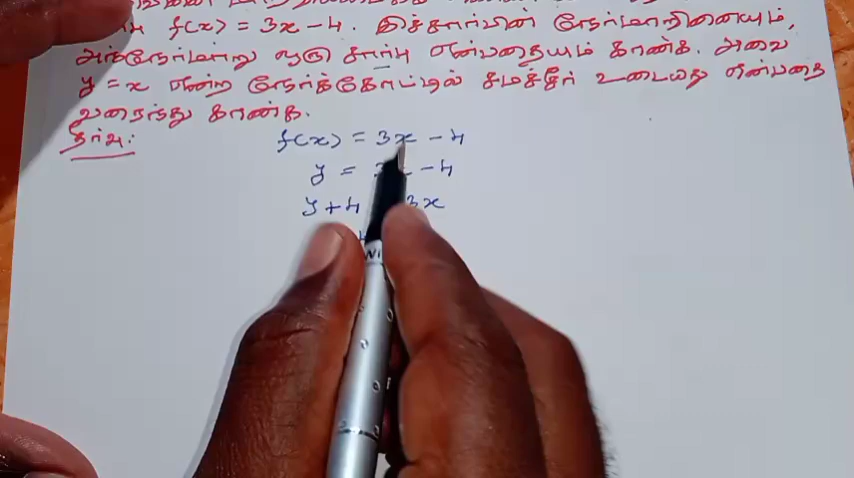 f(x) = 3x - 4. இச்சார்பின் நேர்மாறினையும்,
அந்நேர்மாறு ஒரு சார்பு என்பதையும் காண்க. அவை
y = x என்ற நேர்க்கோட்டில் சமச்சீர் உடையது என்பதை
வரைந்து காண்க.
தீர்வு:
f(x) = 3x - 4
y = 3x - 4
y + 4 3x